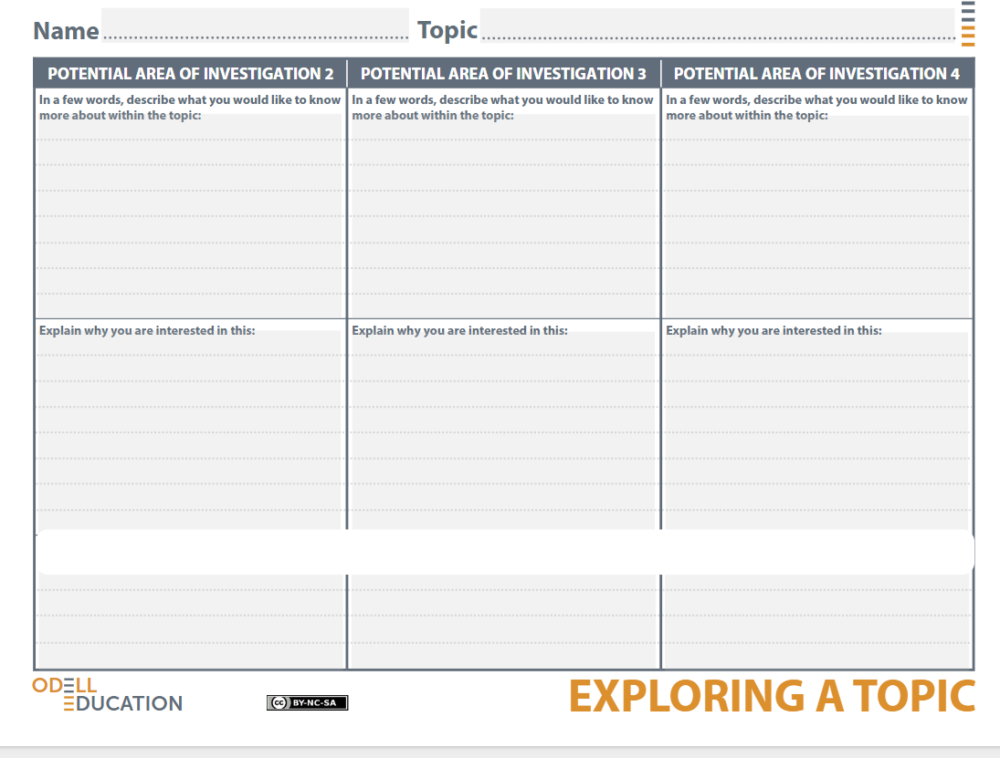 Name Topic
POTENTIAL AREA OF INVESTIGATION 2 POTENTIAL AREA OF INVESTIGATION 3 POTENTIAL AREA OF INVESTIGATION 4
In a few words, describe what you would like to know
more about within the topic:
In a few words, describe what you would like to know
more about within the topic:
In a few words, describe what you would like to know
more about within the topic:
Explain why you are interested in this:
Explain why you are interested in this:
Explain why you are interested in this:
ODELL
EDUCATION
cc BY-NC-SA
EXPLORING A TOPIC